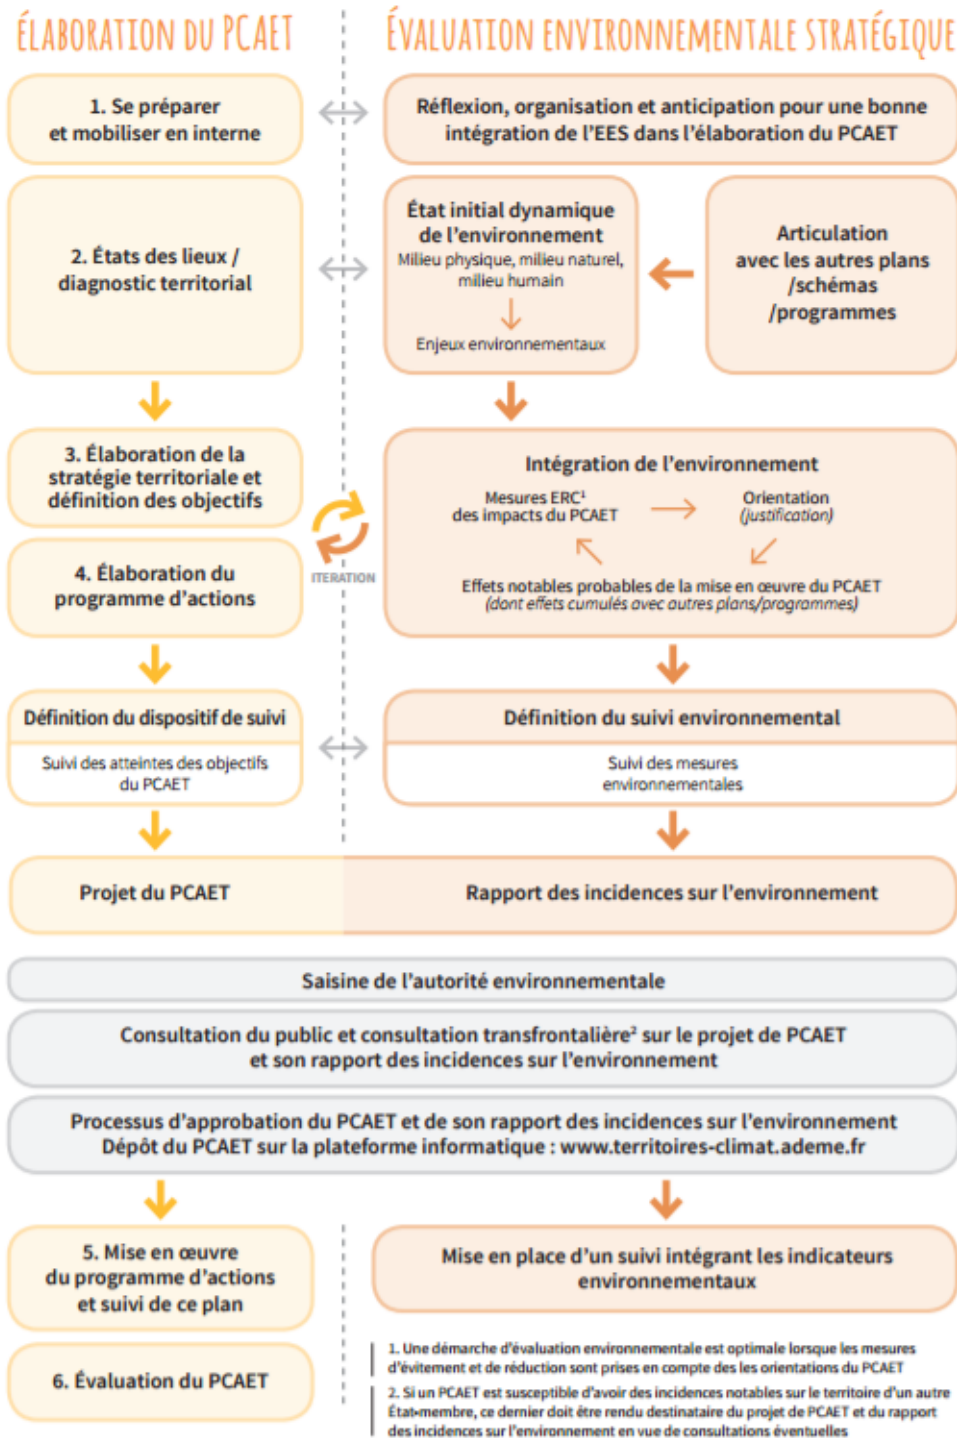 ÉLABORATION DU PCAET
ÉVALUATION ENVIRONNEMENTALE STRATÉGIQUE
1. Se préparer
et mobiliser en interne
Réflexion, organisation et anticipation pour une bonne
intégration de l'EES dans l'élaboration du PCAET
2. États des lieux /
diagnostic territorial
État initial dynamique
de l'environnement
Milieu physique, milieu naturel,
milieu humain
Enjeux environnementaux
Articulation
avec les autres plans
/schémas
/programmes
3. Élaboration de la
stratégie territoriale et
définition des objectifs
4. Élaboration du
programme d'actions
ITERATION
Intégration de l'environnement
Mesures ERC¹
des impacts du PCAET
Orientation
(justification)
Effets notables probables de la mise en œuvre du PCAET
(dont effets cumulés avec autres plans/programmes)
Définition du dispositif de suivi
Suivi des atteintes des objectifs
du PCAET
Définition du suivi environnemental
Suivi des mesures
environnementales
Projet du PCAET
Rapport des incidences sur l'environnement
Saisine de l'autorité environnementale
Consultation du public et consultation transfrontalière² sur le projet de PCAET
et son rapport des incidences sur l'environnement
Processus d'approbation du PCAET et de son rapport des incidences sur l'environnement
Dépôt du PCAET sur la plateforme informatique : www.territoires-climat.ademe.fr
5. Mise en œuvre
du programme d'actions
et suivi de ce plan
Mise en place d'un suivi intégrant les indicateurs
environnementaux
6. Évaluation du PCAET
1. Une démarche d'évaluation environnementale est optimale lorsque les mesures
d'évitement et de réduction sont prises en compte des les orientations du PCAET
2. Si un PCAET est susceptible d'avoir des incidences notables sur le territoire d'un autre
État-membre, ce dernier doit être rendu destinataire du projet de PCAET et du rapport
des incidences sur l'environnement en vue de consultations éventuelles